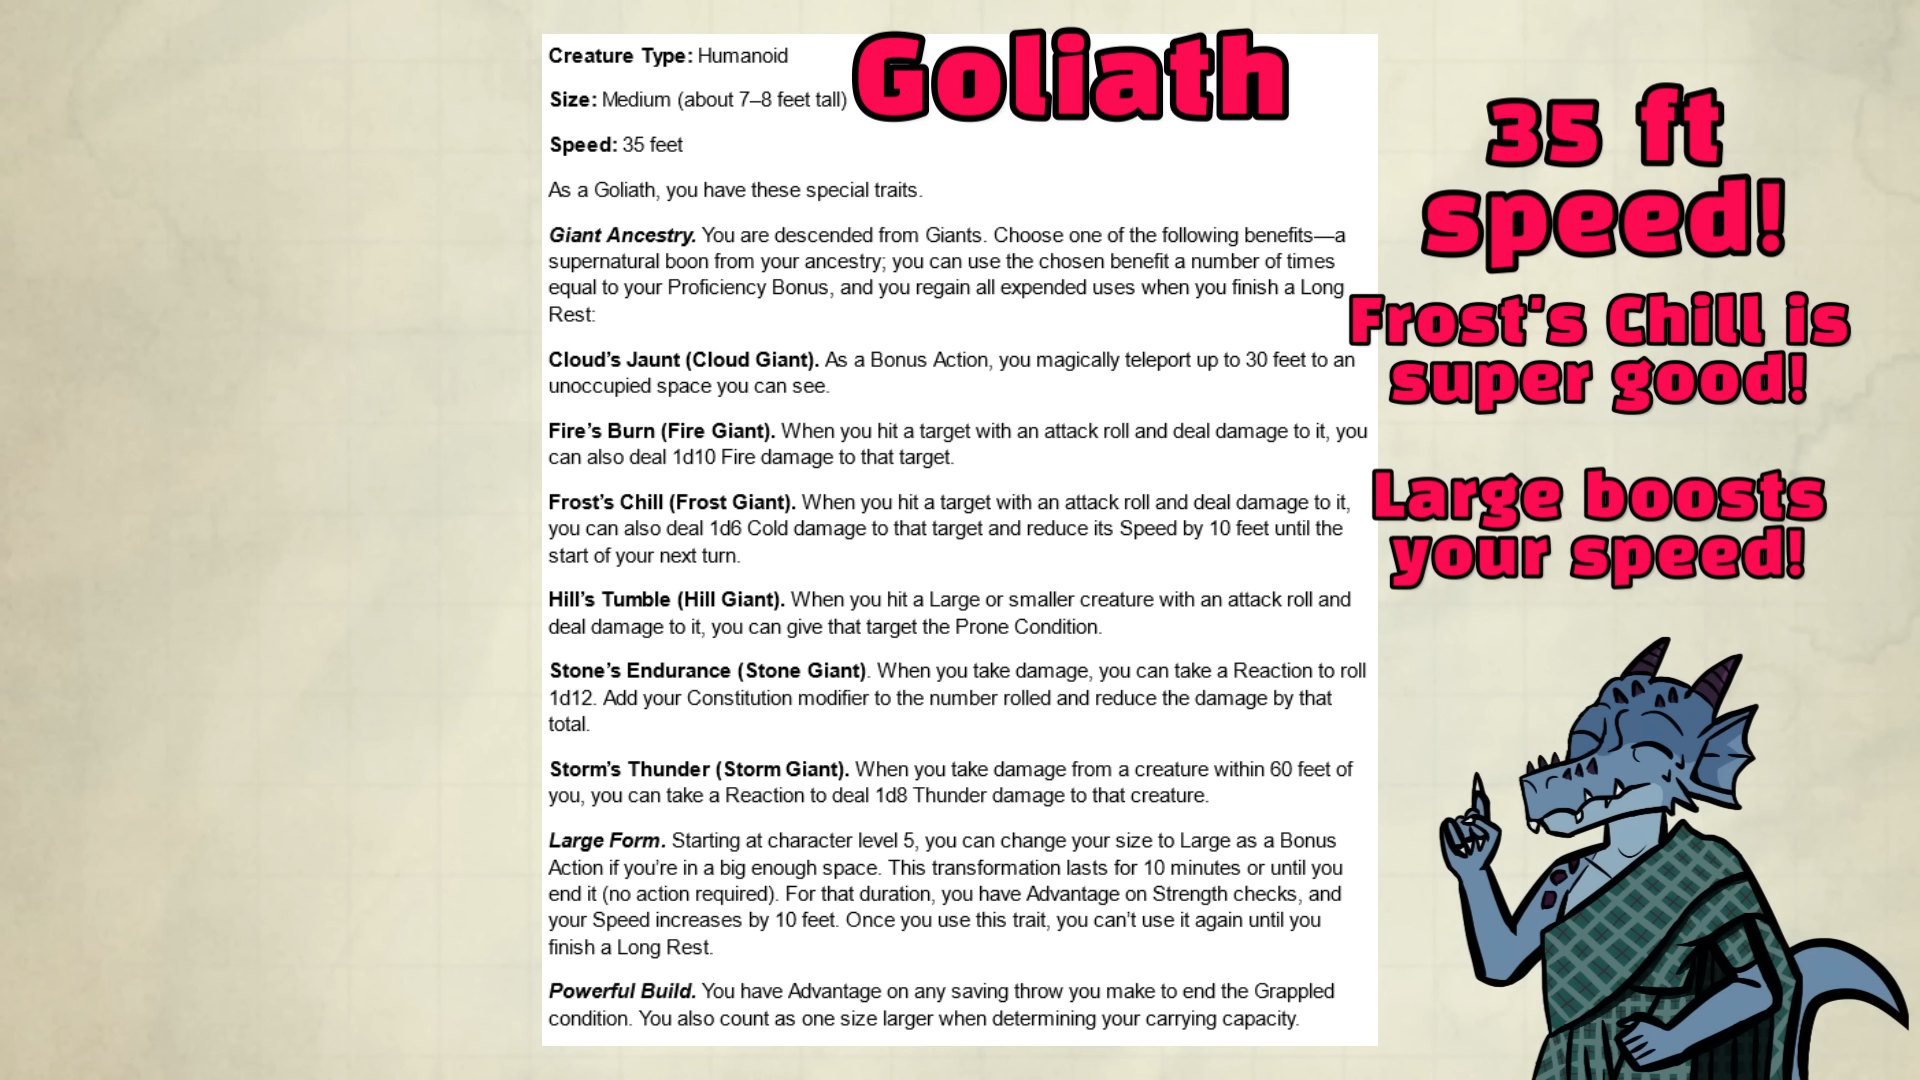 Goliath
Creature Type: Humanoid
Size: Medium (about 7–8 feet tall)
Speed: 35 feet
As a Goliath, you have these special traits.
Giant Ancestry. You are descended from Giants. Choose one of the following benefits—a
supernatural boon from your ancestry; you can use the chosen benefit a number of times
equal to your Proficiency Bonus, and you regain all expended uses when you finish a Long
Rest:
Cloud’s Jaunt (Cloud Giant). As a Bonus Action, you magically teleport up to 30 feet to an
unoccupied space you can see.
Fire’s Burn (Fire Giant). When you hit a target with an attack roll and deal damage to it, you
can also deal 1d10 Fire damage to that target.
Frost’s Chill (Frost Giant). When you hit a target with an attack roll and deal damage to it,
you can also deal 1d6 Cold damage to that target and reduce its Speed by 10 feet until the
start of your next turn.
Hill’s Tumble (Hill Giant). When you hit a Large or smaller creature with an attack roll and
deal damage to it, you can give that target the Prone Condition.
Stone’s Endurance (Stone Giant). When you take damage, you can take a Reaction to roll
1d12. Add your Constitution modifier to the number rolled and reduce the damage by that
total.
Storm’s Thunder (Storm Giant). When you take damage from a creature within 60 feet of
you, you can take a Reaction to deal 1d8 Thunder damage to that creature.
Large Form. Starting at character level 5, you can change your size to Large as a Bonus
Action if you’re in a big enough space. This transformation lasts for 10 minutes or until you
end it (no action required). For that duration, you have Advantage on Strength checks, and
your Speed increases by 10 feet. Once you use this trait, you can’t use it again until you
finish a Long Rest.
Powerful Build. You have Advantage on any saving throw you make to end the Grappled
condition. You also count as one size larger when determining your carrying capacity.
35 ft
speed!
Frost's Chill is
super good!
Large boosts
your speed!